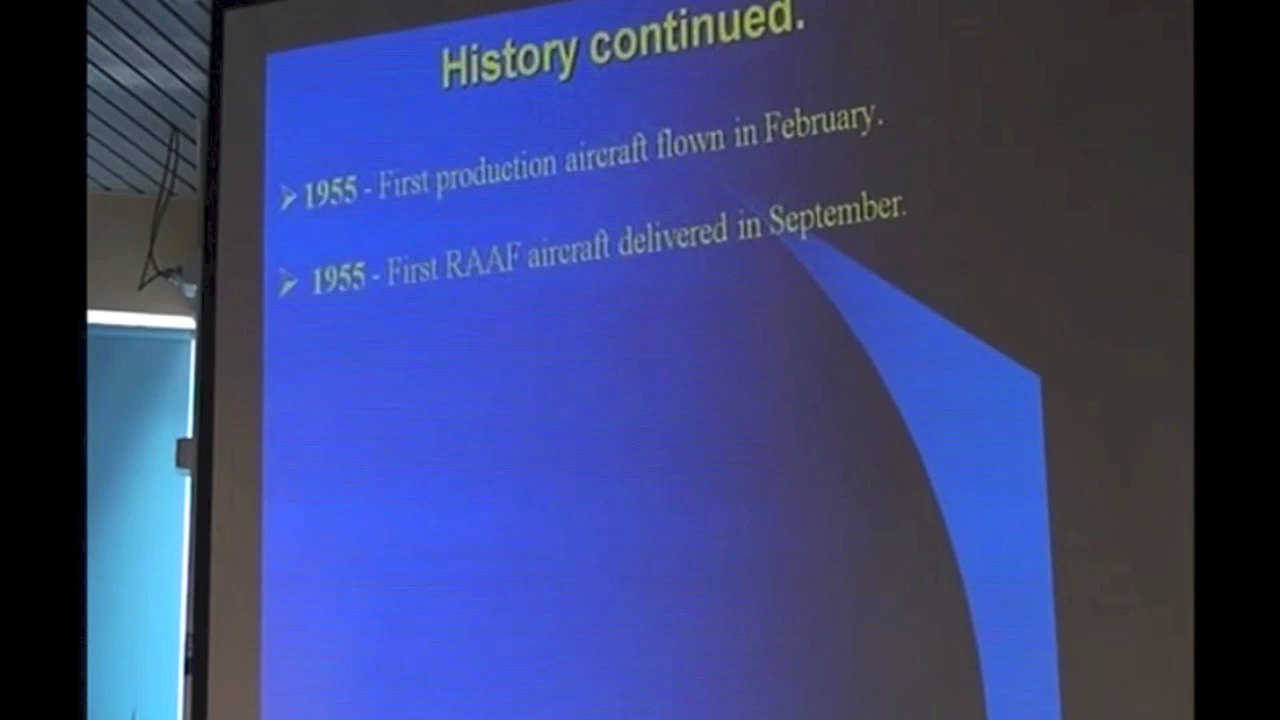 History continued.
➢ 1955 - First production aircraft flown in February.
➢ 1955 - First RAAF aircraft delivered in September.